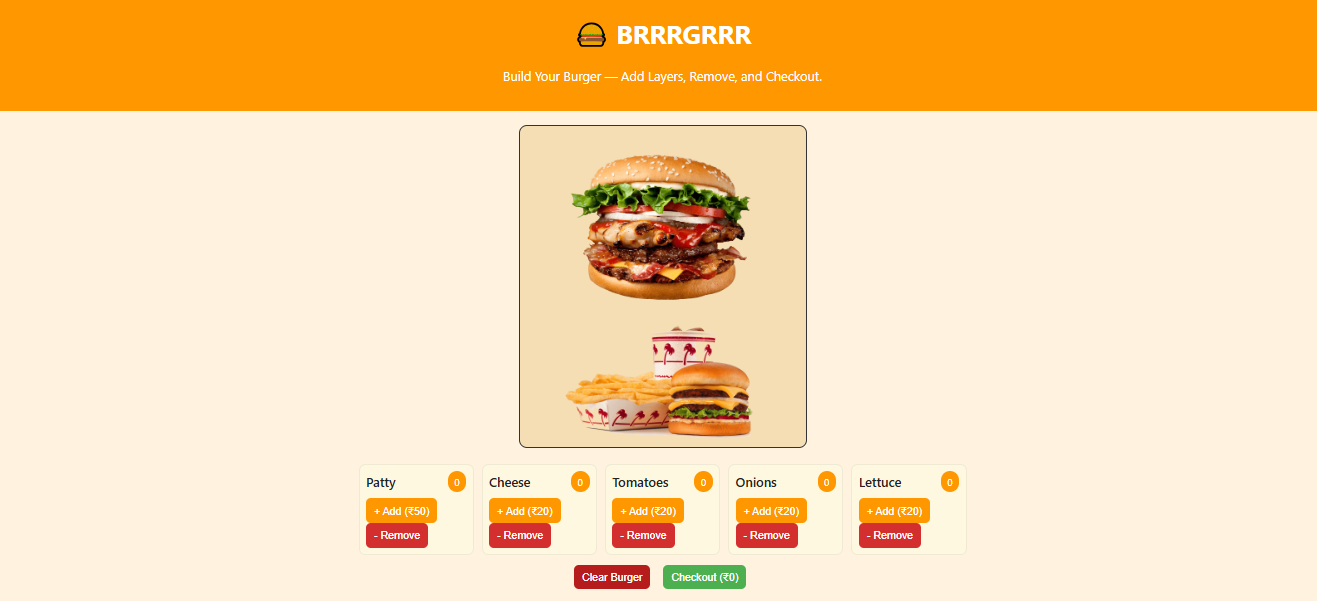 BRRRGRRR
Build Your Burger — Add Layers, Remove, and Checkout.
Patty 0 Cheese 0 Tomatoes 0 Onions 0 Lettuce 0
+ Add (₹50) + Add (₹20) + Add (₹20) + Add (₹20) + Add (₹20)
- Remove - Remove - Remove - Remove - Remove
Clear Burger Checkout (₹0)